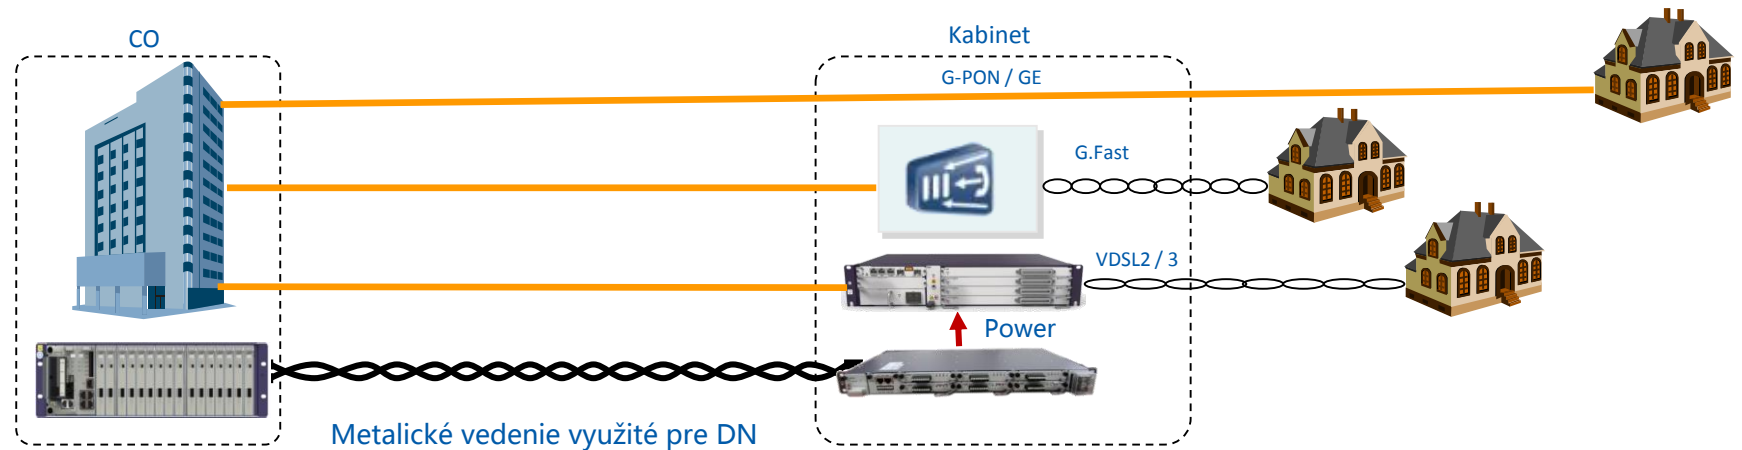 CO
Kabinet
G-PON / GE
G.Fast
VDSL2 / 3
Power
Metalické vedenie využité pre DN